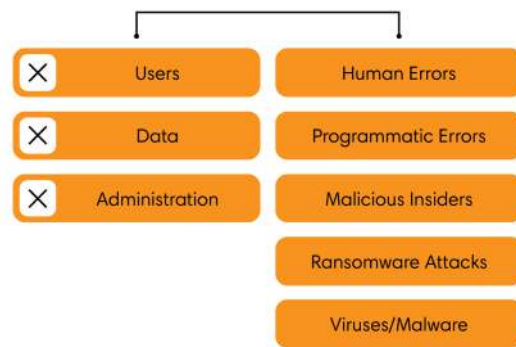 Users
Data
Administration
Human Errors
Programmatic Errors
Malicious Insiders
Ransomware Attacks
Viruses/Malware